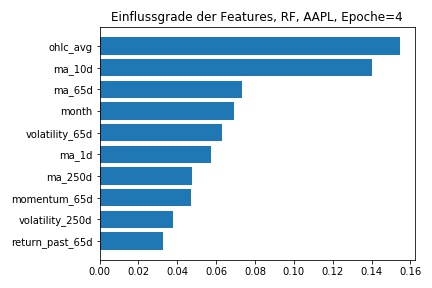 Einflussgrade der Features, RF, AAPL, Epoche=4
ohlc_avg
ma_10d
ma_65d
month
volatility_65d
ma_1d
ma_250d
momentum_65d
volatility_250d
return_past_65d
0.00 0.02 0.04 0.06 0.08 0.10 0.12 0.14 0.16